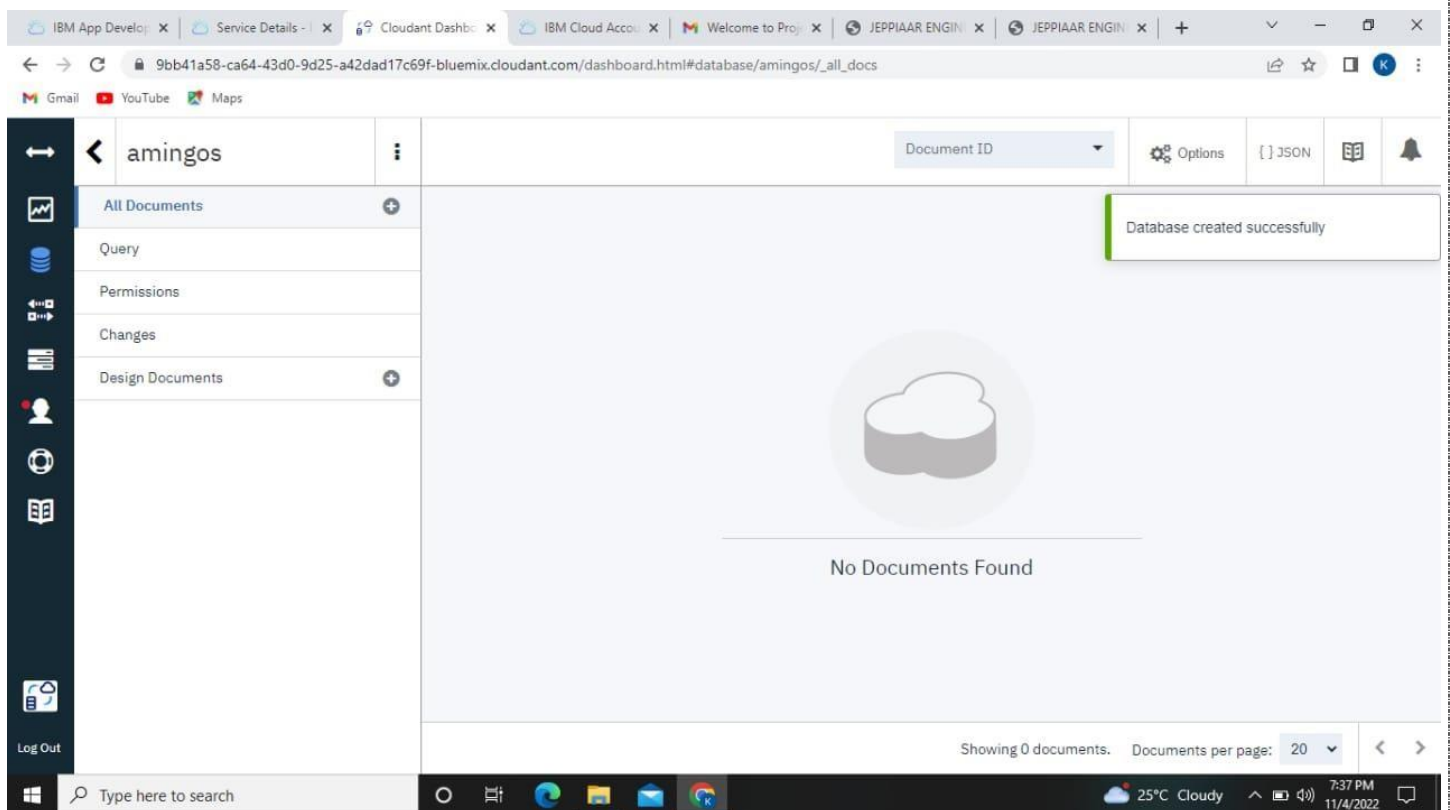 IBM App Develop
Service Details - I
Cloudant Dashbo
IBM Cloud Accou
Welcome to Proje
JEPPIAAR ENGIN
JEPPIAAR ENGIN
9bb41a58-ca64-43d0-9d25-a42dad17c69f-bluemix.cloudant.com/dashboard.html#database/amingos/_all_docs
K
Gmail YouTube Maps
amingos
Document ID
Options
{ } JSON
All Documents
Database created successfully
Query
Permissions
Changes
Design Documents
No Documents Found
Log Out
Showing 0 documents. Documents per page: 20
Type here to search
25°C Cloudy
7:37 PM
11/4/2022